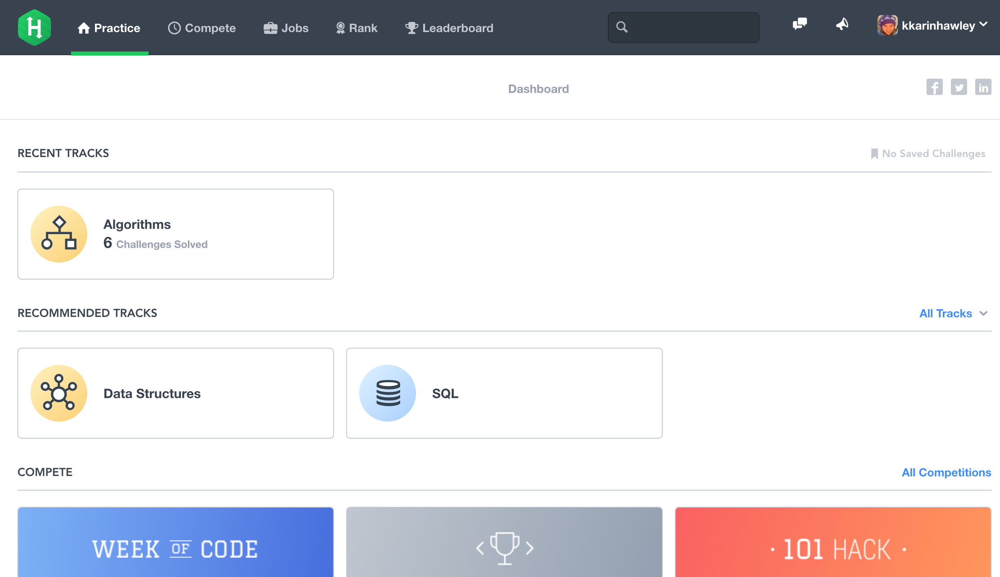 Practice
Compete
Jobs
Rank
Leaderboard
kkarinhawley
Dashboard
RECENT TRACKS
No Saved Challenges
Algorithms
6 Challenges Solved
RECOMMENDED TRACKS
All Tracks
Data Structures
SQL
COMPETE
All Competitions
WEEK OF CODE
· 101 HACK ·